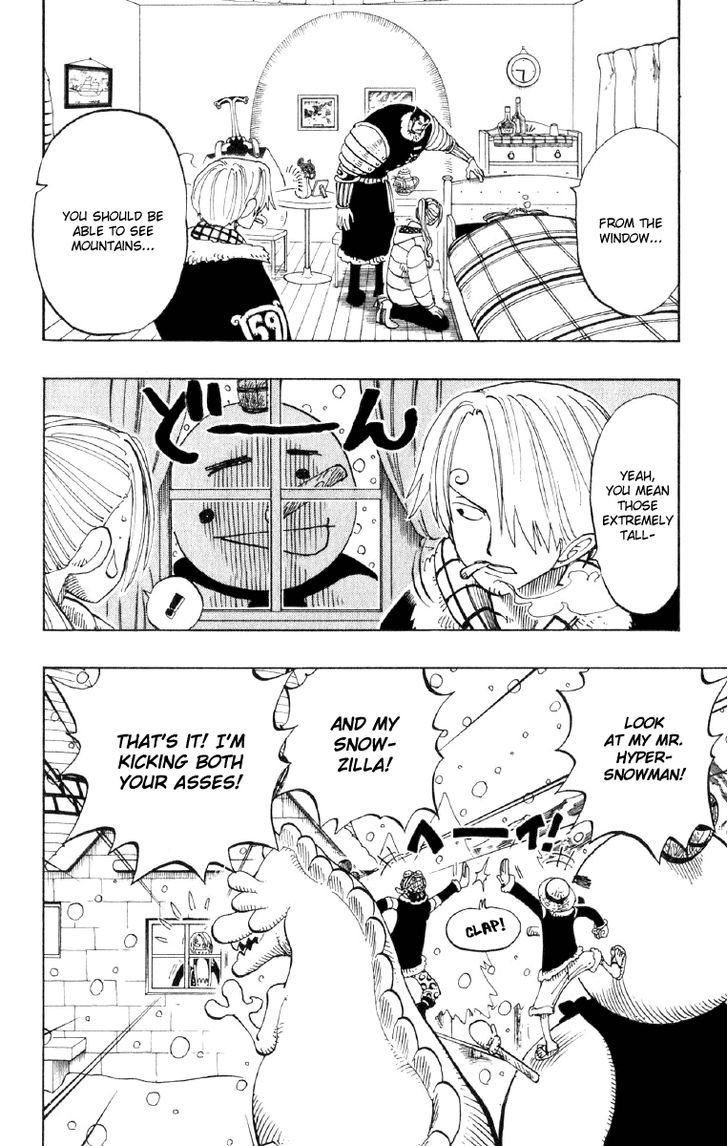 FROM THE
WINDOW...
YOU SHOULD BE
ABLE TO SEE
MOUNTAINS...
59
YEAH,
YOU MEAN
THOSE
EXTREMELY
TALL-
どーん
!!
LOOK
AT MY MR.
HYPER-
SNOWMAN!
AND MY
SNOW-
ZILLA!
THAT'S IT! I'M
KICKING BOTH
YOUR ASSES!
へーイ!
CLAP!